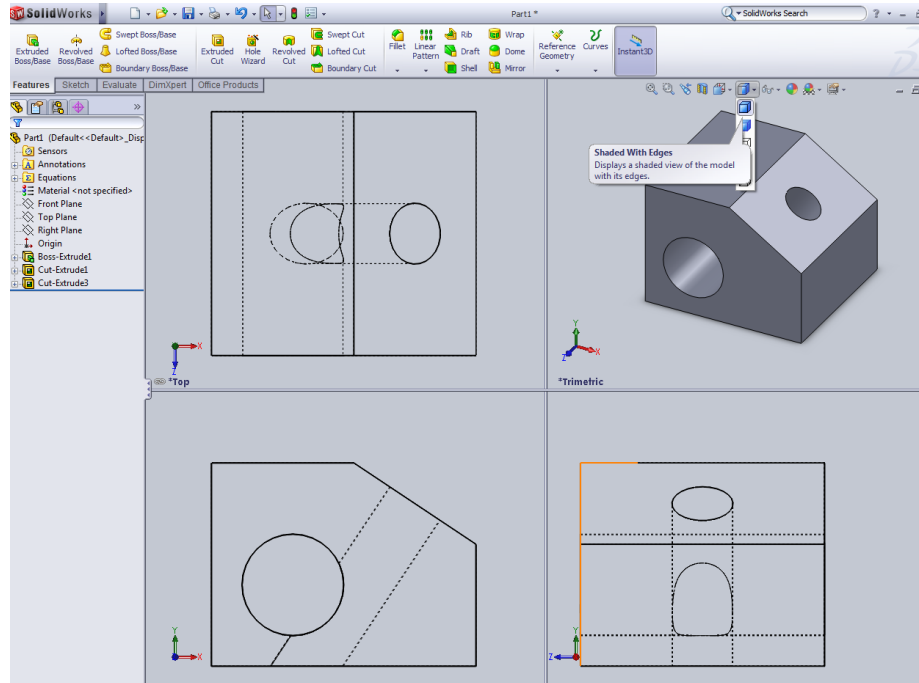 SolidWorks
Part1 *
SolidWorks Search
Extruded Boss/Base
Revolved Boss/Base
Swept Boss/Base
Lofted Boss/Base
Boundary Boss/Base
Extruded Cut
Hole Wizard
Revolved Cut
Swept Cut
Lofted Cut
Boundary Cut
Fillet
Linear Pattern
Rib
Draft
Shell
Wrap
Dome
Mirror
Reference Geometry
Curves
Instant3D
Features
Sketch
Evaluate
DimXpert
Office Products
Part1 (Default<<Default>_Disp
Sensors
Annotations
Equations
Material <not specified>
Front Plane
Top Plane
Right Plane
Origin
Boss-Extrude1
Cut-Extrude1
Cut-Extrude3
Shaded With Edges
Displays a shaded view of the model
with its edges.
X
Z
*Top
Y
Z
X
*Trimetric
Y
X
Y
Z